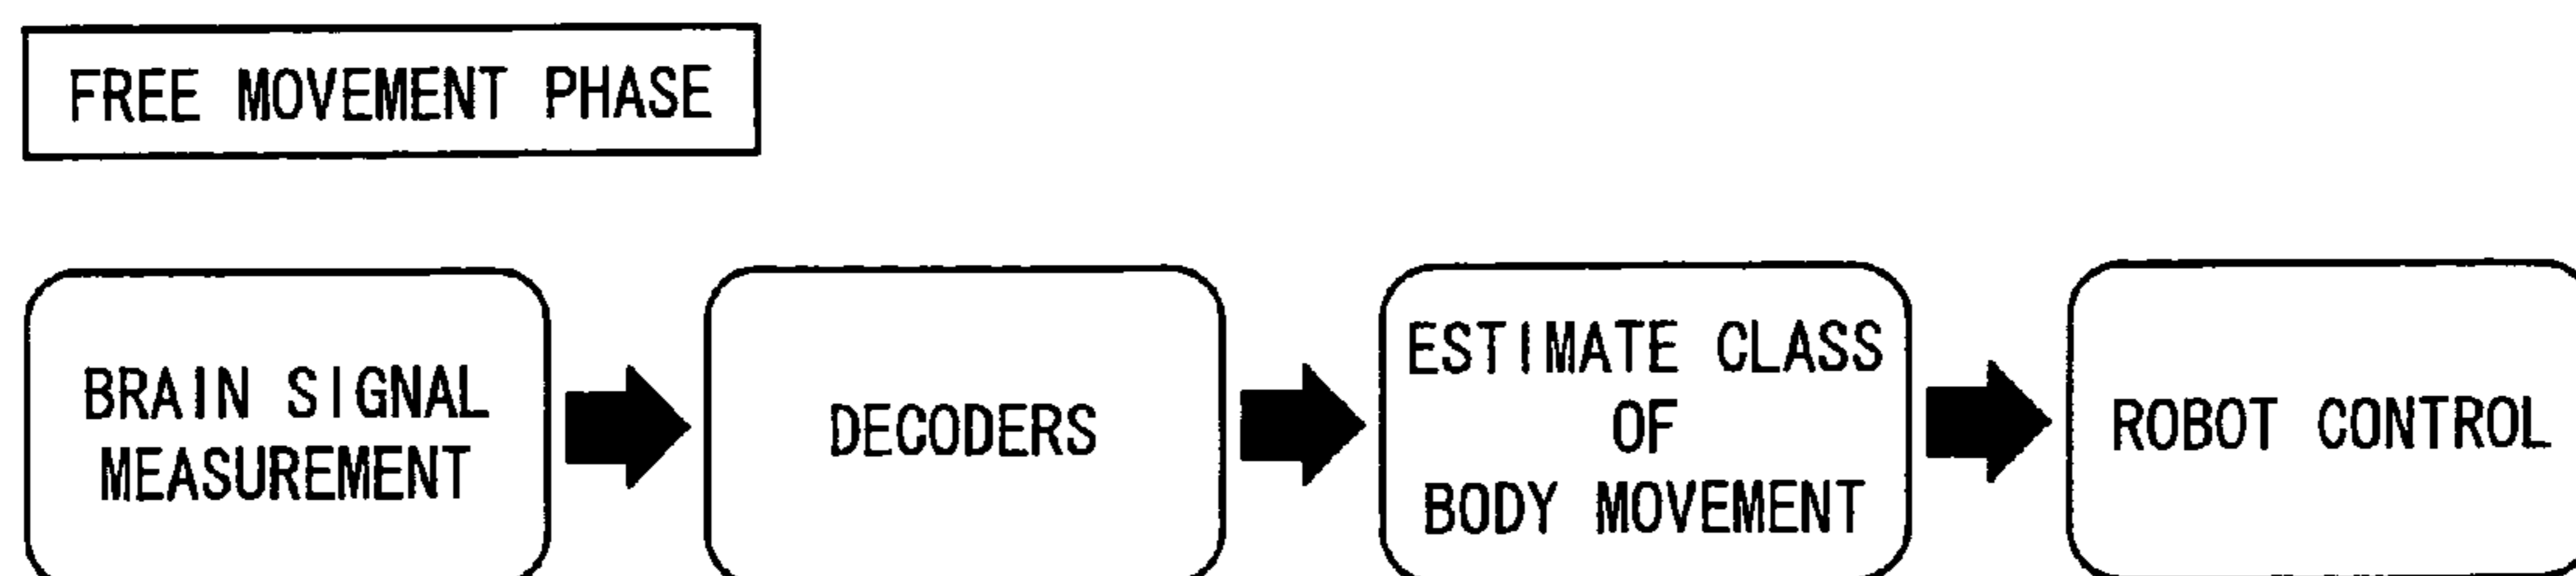 FREE MOVEMENT PHASE
BRAIN SIGNAL
MEASUREMENT
DECODERS
ESTIMATE CLASS
OF
BODY MOVEMENT
ROBOT CONTROL